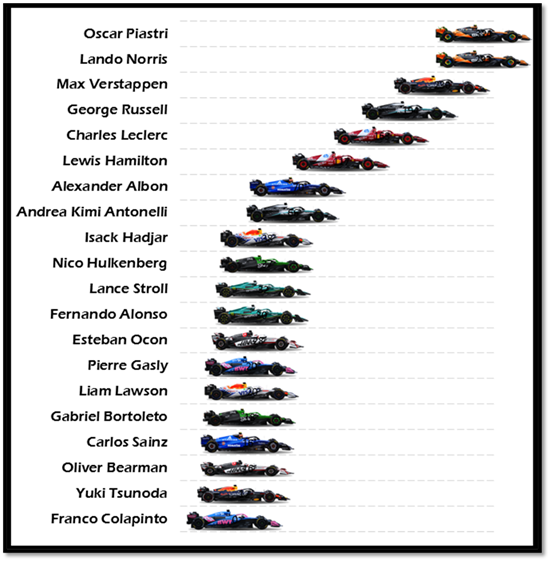 Oscar Piastri
Lando Norris
Max Verstappen
George Russell
Charles Leclerc
Lewis Hamilton
Alexander Albon
Andrea Kimi Antonelli
Isack Hadjar
Nico Hulkenberg
Lance Stroll
Fernando Alonso
Esteban Ocon
Pierre Gasly
Liam Lawson
Gabriel Bortoleto
Carlos Sainz
Oliver Bearman
Yuki Tsunoda
Franco Colapinto